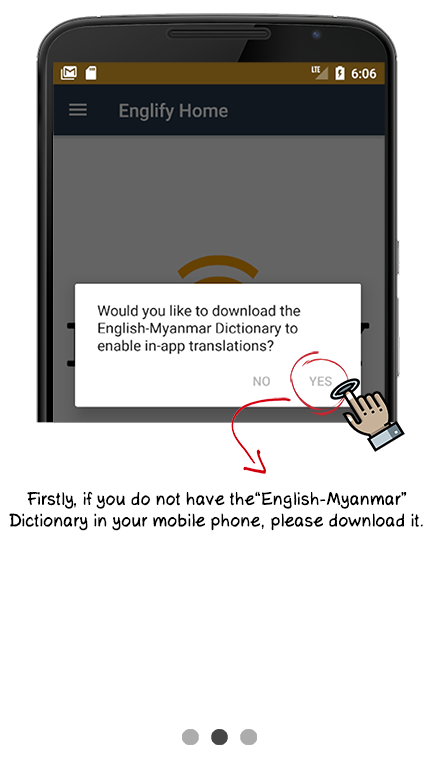 LTE 6:06
Englify Home
Would you like to download the
English-Myanmar Dictionary to
enable in-app translations?
NO YES
Firstly, if you do not have the“English-Myanmar”
Dictionary in your mobile phone, please download it.